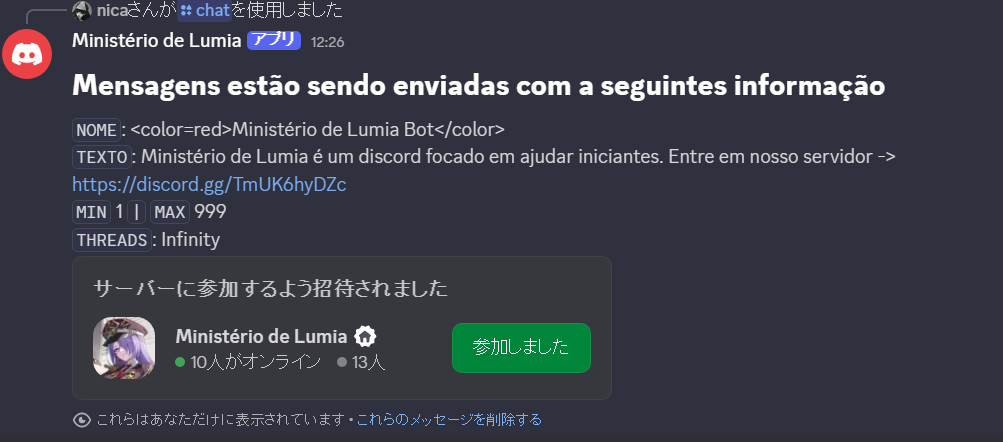 nicaさんが chat を使用しました
Ministério de Lumia アプリ 12:26
Mensagens estão sendo enviadas com a seguintes informação
NOME: <color=red>Ministério de Lumia Bot</color>
TEXTO: Ministério de Lumia é um discord focado em ajudar iniciantes. Entre em nosso servidor ->
https://discord.gg/TmUK6hyDZc
MIN 1 | MAX 999
THREADS: Infinity
サーバーに参加するよう招待されました
Ministério de Lumia
10人がオンライン 13人
参加しました
これらはあなただけに表示されています • これらのメッセージを削除する